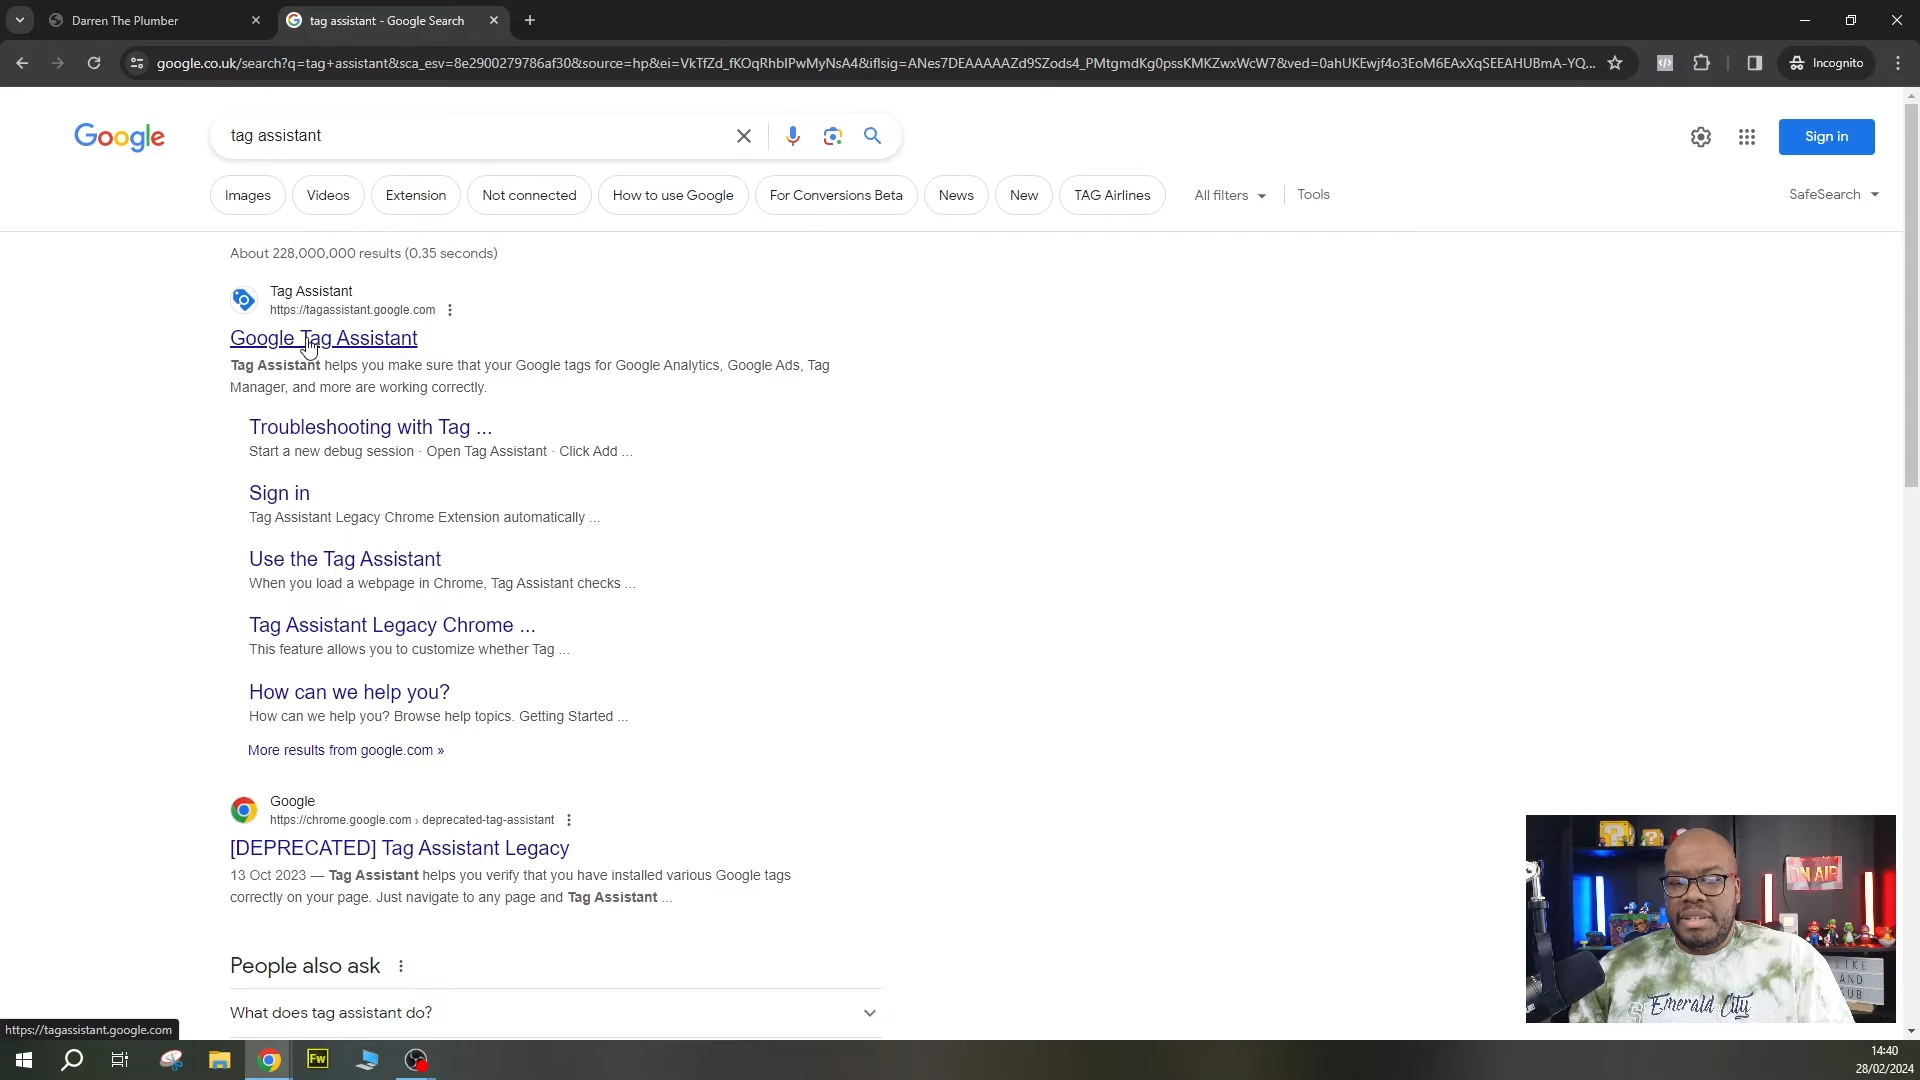 Darren The Plumber
tag assistant - Google Search
google.co.uk/search?q=tag+assistant&sca_esv=8e2900279786af30&source=hp&ei=VkTfZd_fKOqRhbIPwMyNsA4&iflsig=ANes7DEAAAAAZd9SZods4_PMtgmdKg0pssKMKZwxWcW7&ved=0ahUKEwjf4o3EoM6EAxXqSEEAHUBmA-YQ...
Incognito
Google
tag assistant
Sign in
Images
Videos
Extension
Not connected
How to use Google
For Conversions Beta
News
New
TAG Airlines
All filters
Tools
SafeSearch
About 228,000,000 results (0.35 seconds)
Tag Assistant
https://tagassistant.google.com
Google Tag Assistant
Tag Assistant helps you make sure that your Google tags for Google Analytics, Google Ads, Tag
Manager, and more are working correctly.
Troubleshooting with Tag ...
Start a new debug session · Open Tag Assistant · Click Add ...
Sign in
Tag Assistant Legacy Chrome Extension automatically ...
Use the Tag Assistant
When you load a webpage in Chrome, Tag Assistant checks ...
Tag Assistant Legacy Chrome ...
This feature allows you to customize whether Tag ...
How can we help you?
How can we help you? Browse help topics. Getting Started ...
More results from google.com »
Google
https://chrome.google.com › deprecated-tag-assistant
[DEPRECATED] Tag Assistant Legacy
13 Oct 2023 — Tag Assistant helps you verify that you have installed various Google tags
correctly on your page. Just navigate to any page and Tag Assistant ...
People also ask
What does tag assistant do?
https://tagassistant.google.com
ON AIR
LIKE
AND
SUB
Emerald City
Fw
14:40
28/02/2024